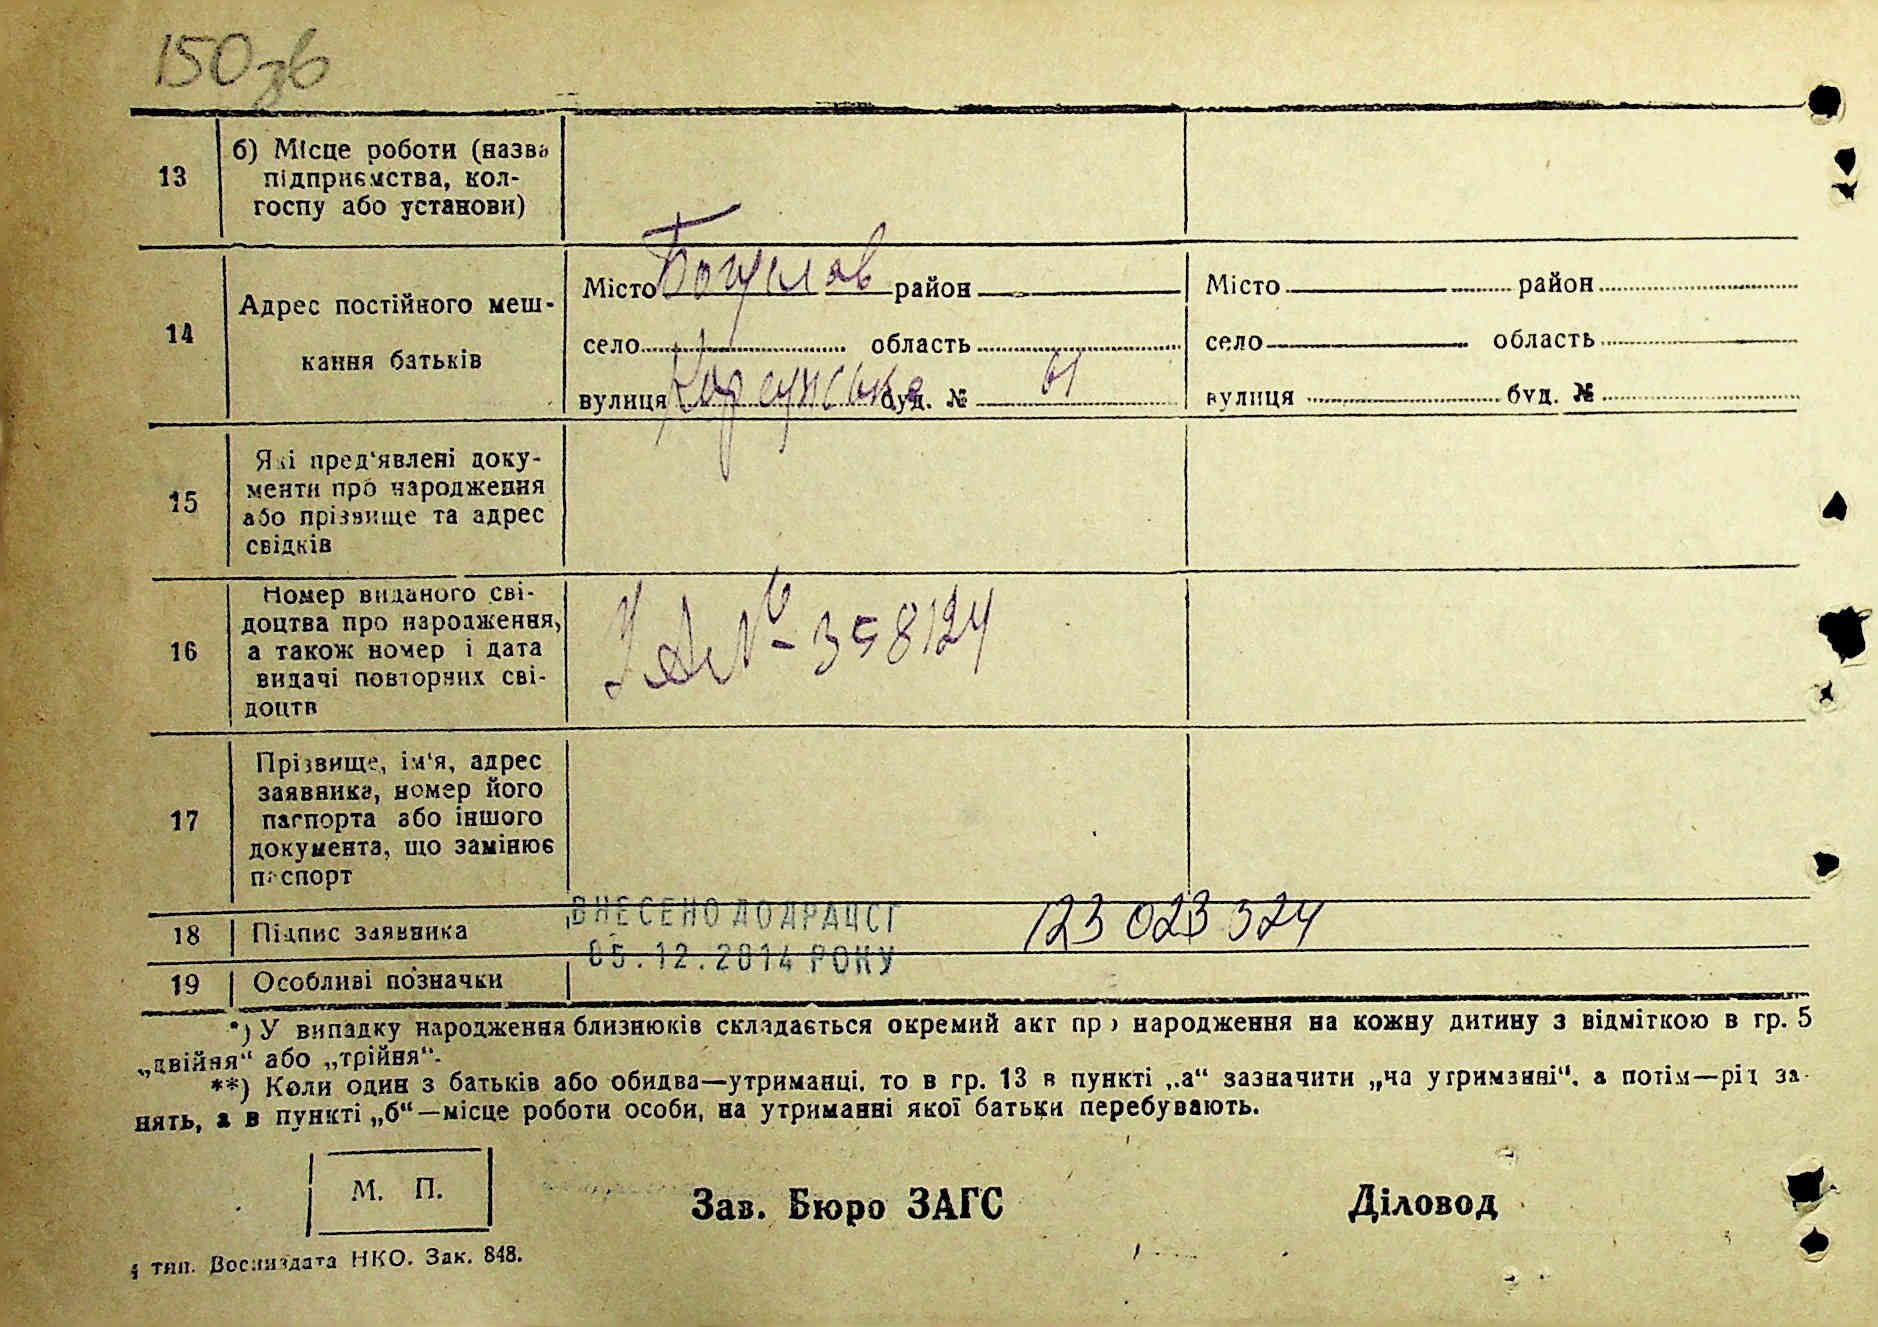 150зв
13
б) Місце роботи (назва
підприємства, кол-
госпу або установи)
14
Адрес постійного меш-
кання батьків
Місто Богуслав район
село область
вулиця Корсунська буд. № 61
Місто район
село область
вулиця буд. №
15
Які пред'явлені доку-
менти про народження
або прізвище та адрес
свідків
16
Номер виданого сві-
доцтва про народження,
а також номер і дата
видачі повторних сві-
доцтв
№ 358124
17
Прізвище, ім'я, адрес
заявника, номер його
паспорта або іншого
документа, що замінює
паспорт
18
Підпис заявника
ВНЕСЕНО ДО ДРАЦСГ
05.12.2014 РОКУ
123 023 324
19
Особливі позначки
*) У випадку народження близнюків складається окремий акт про народження на кожну дитину з відміткою в гр. 5
„двійня“ або „трійня“.
**) Коли один з батьків або обидва—утриманці, то в гр. 13 в пункті „а“ зазначити „на утриманні“, а потім—рід за-
нять, а в пункті „б“—місце роботи особи, на утриманні якої батьки перебувають.
М. П.
Зав. Бюро ЗАГС
Діловод
тип. Воениздата НКО. Зак. 848.